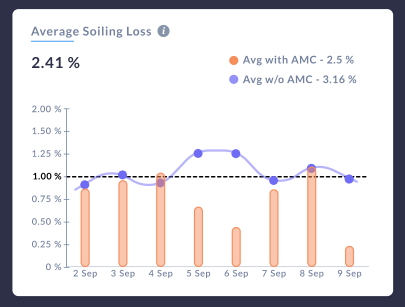 Average Soiling Loss i
2.41 %
Avg with AMC - 2.5 %
Avg w/o AMC - 3.16 %
2.00 %
1.50 %
1.25 %
1.00 %
0.75 %
0.50 %
0.25 %
0 %
2 Sep 3 Sep 4 Sep 5 Sep 6 Sep 7 Sep 8 Sep 9 Sep